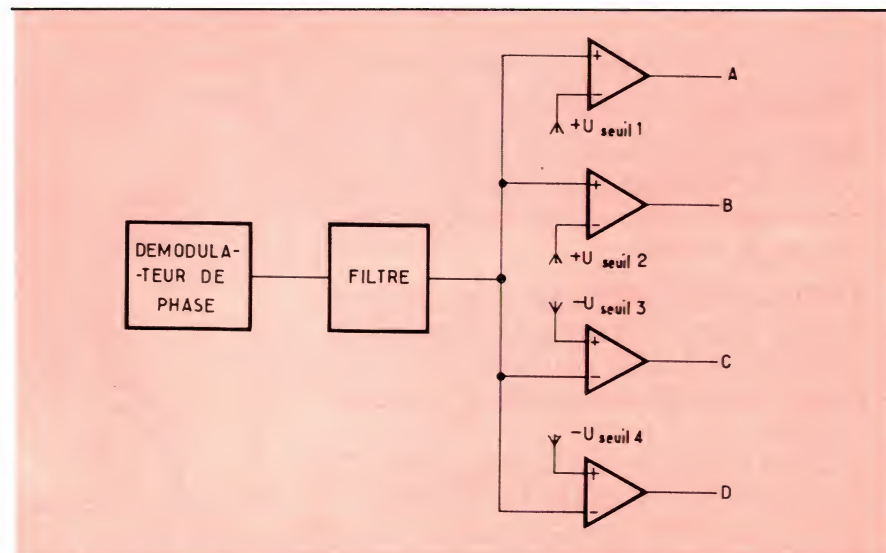 +
-
A
+U seuil 1
+
-
B
+U seuil 2
DEMODULA-
-TEUR DE
PHASE
FILTRE
-U seuil 3
+
-
C
-U seuil 4
+
-
D